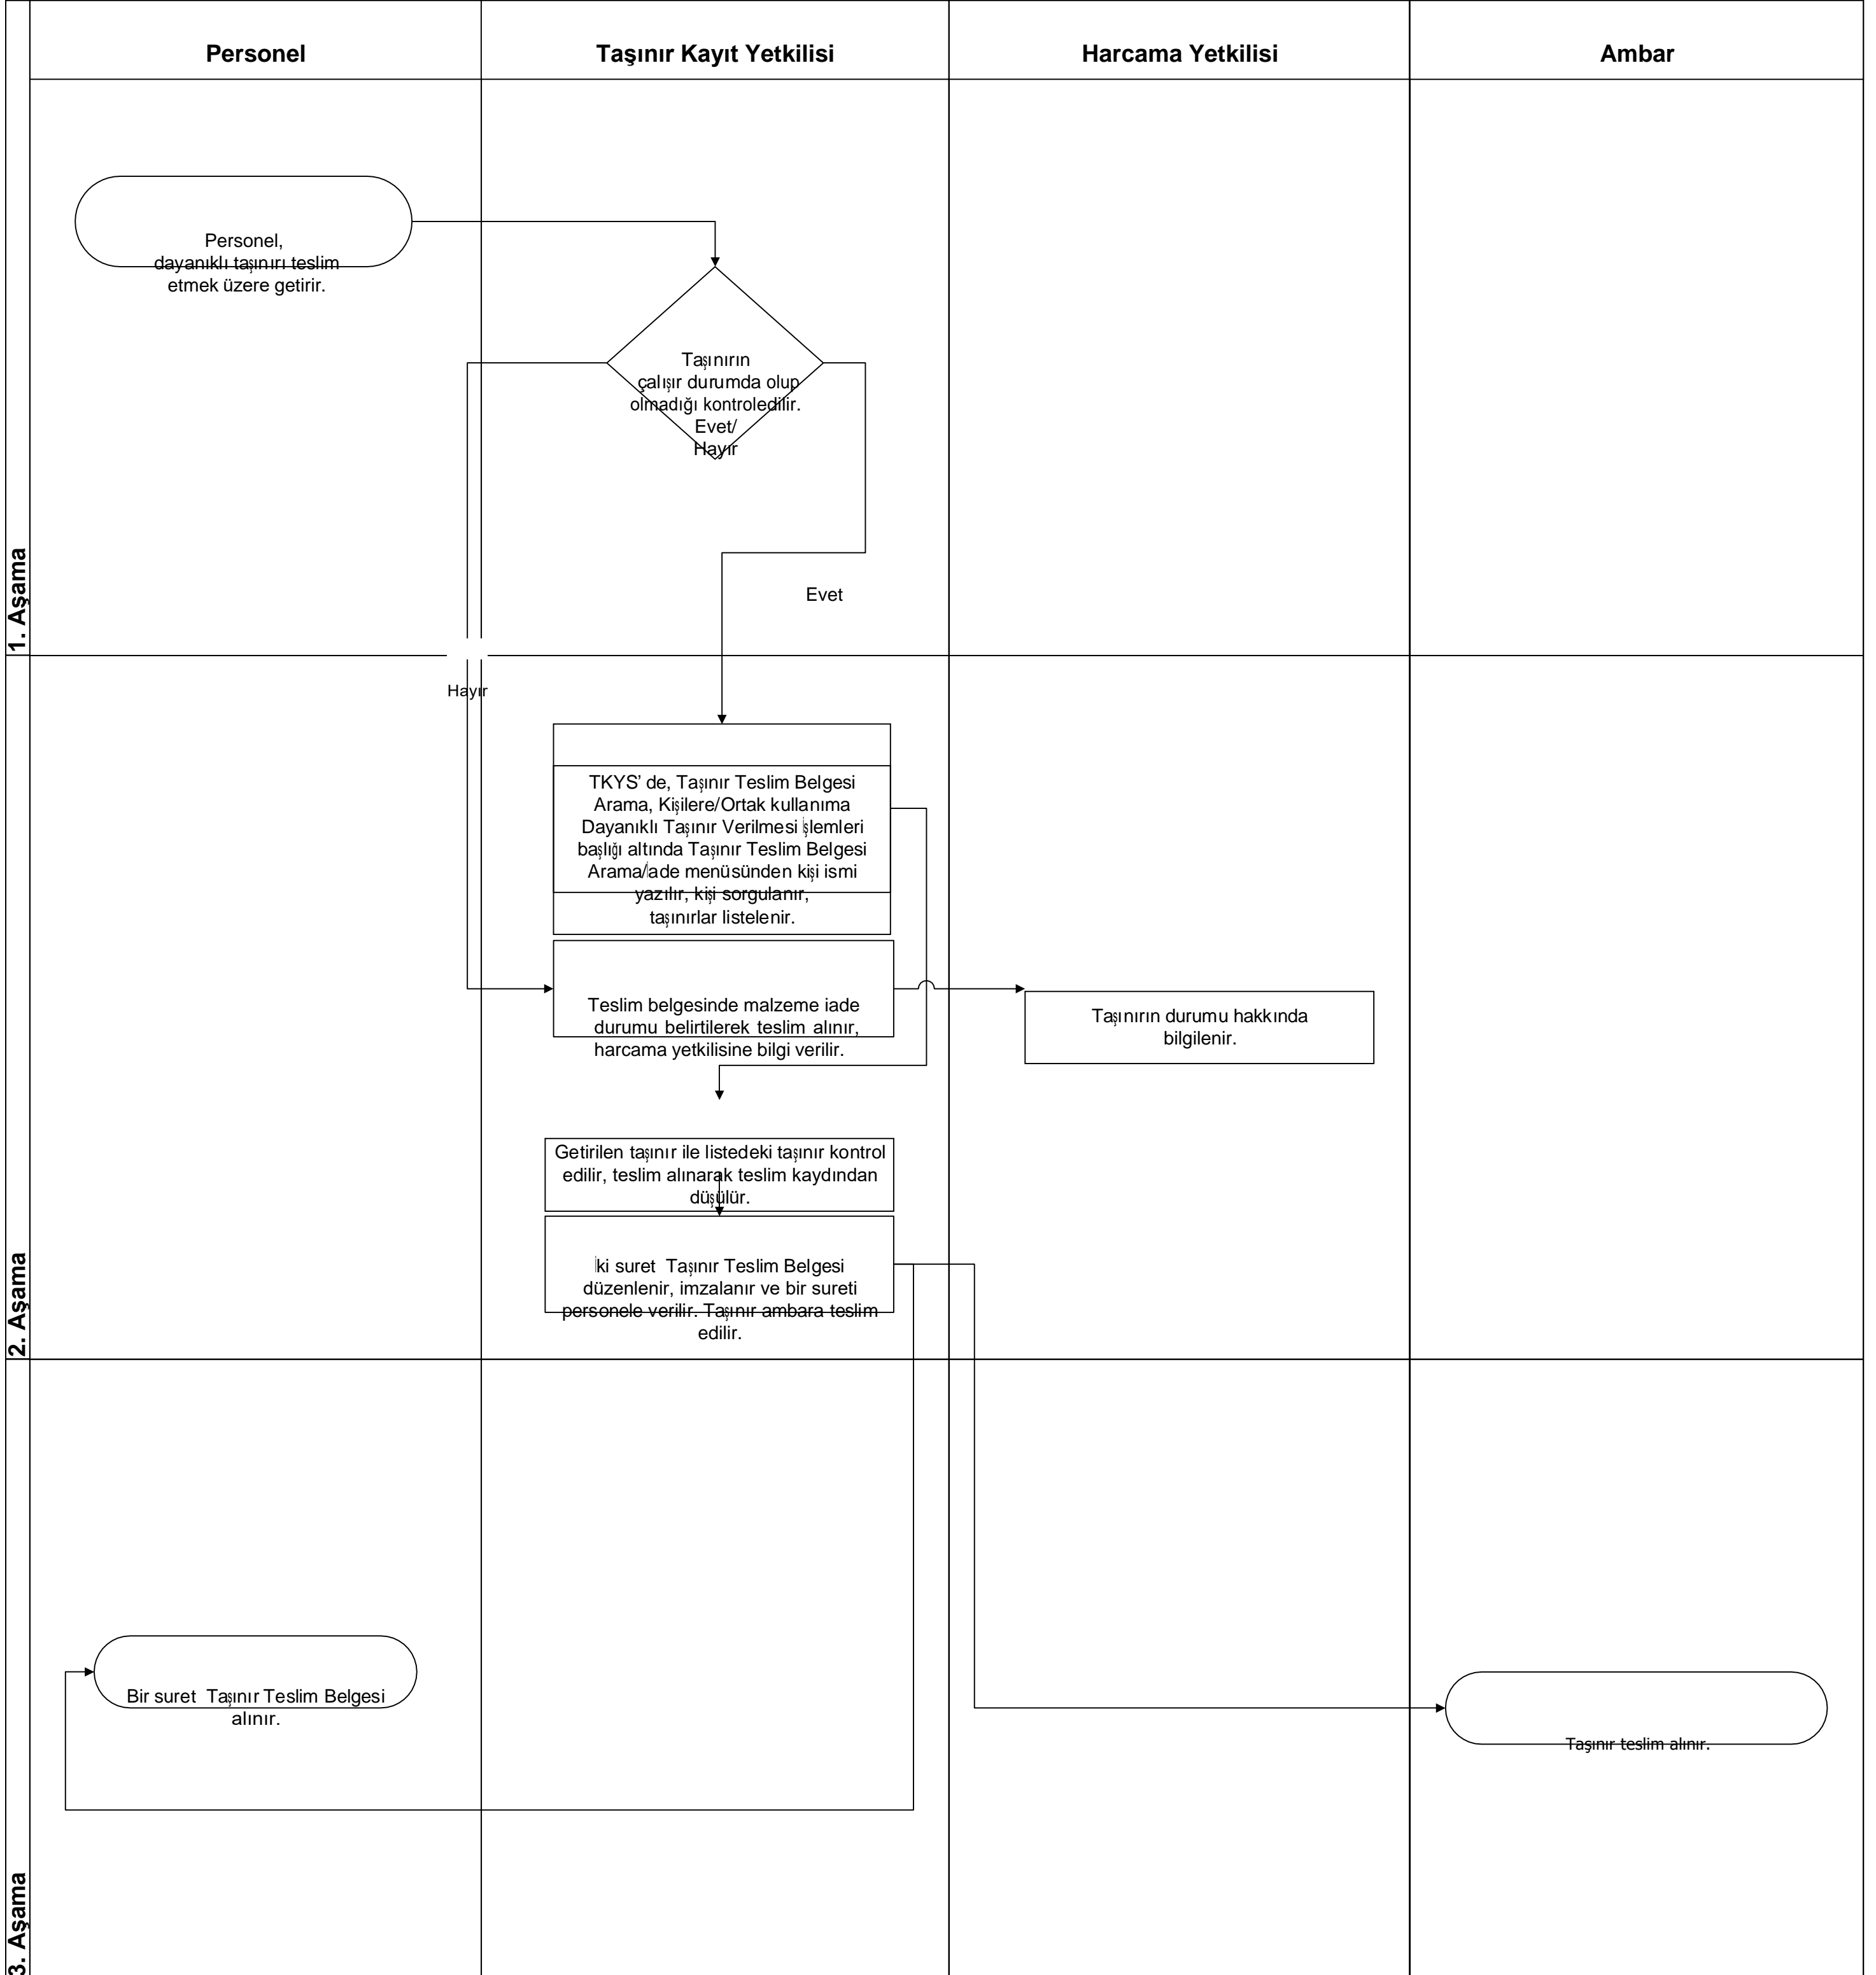 Personel
Taşınır Kayıt Yetkilisi
Harcama Yetkilisi
Ambar
1. Aşama
Personel,
dayanıklı taşınırı teslim
etmek üzere getirir.
Taşınırın
çalışır durumda olup
olmadığı kontroledilir.
Evet/
Hayır
Evet
2. Aşama
Hayır
TKYS' de, Taşınır Teslim Belgesi
Arama, Kişilere/Ortak kullanıma
Dayanıklı Taşınır Verilmesi İşlemleri
başlığı altında Taşınır Teslim Belgesi
Arama/İade menüsünden kişi ismi
yazılır, kişi sorgulanır,
taşınırlar listelenir.
Teslim belgesinde malzeme iade
durumu belirtilerek teslim alınır,
harcama yetkilisine bilgi verilir.
Taşınırın durumu hakkında
bilgilenir.
Getirilen taşınır ile listedeki taşınır kontrol
edilir, teslim alınarak teslim kaydından
düşülür.
İki suret Taşınır Teslim Belgesi
düzenlenir, imzalanır ve bir sureti
personele verilir. Taşınır ambara teslim
edilir.
3. Aşama
Bir suret Taşınır Teslim Belgesi
alınır.
Taşınır teslim alınır.